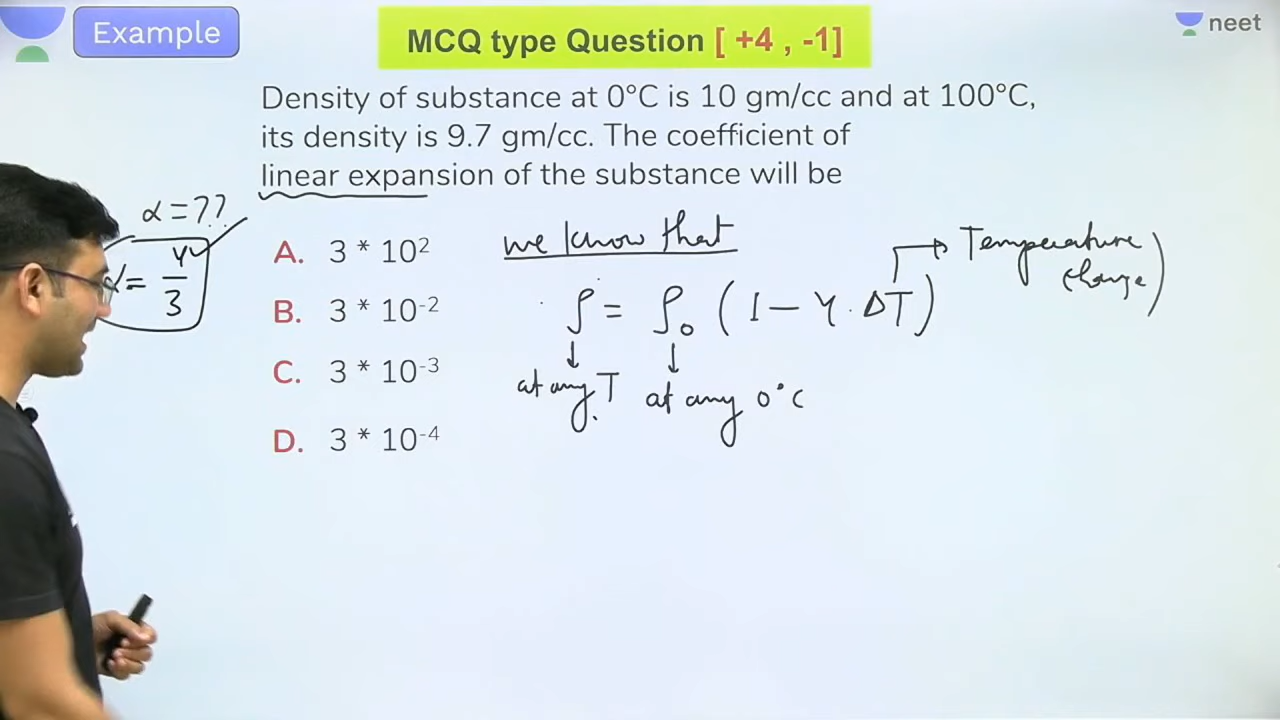 Example
MCQ type Question [ +4 , -1]
neet
Density of substance at 0°C is 10 gm/cc and at 100°C,
its density is 9.7 gm/cc. The coefficient of
linear expansion of the substance will be
α = ??
α = γ/3
A. 3 * 10²
B. 3 * 10⁻²
C. 3 * 10⁻³
D. 3 * 10⁻⁴
we know that
ρ = ρ₀ (1 - γ · ΔT)
Temperature
change
at any T
at any 0°C